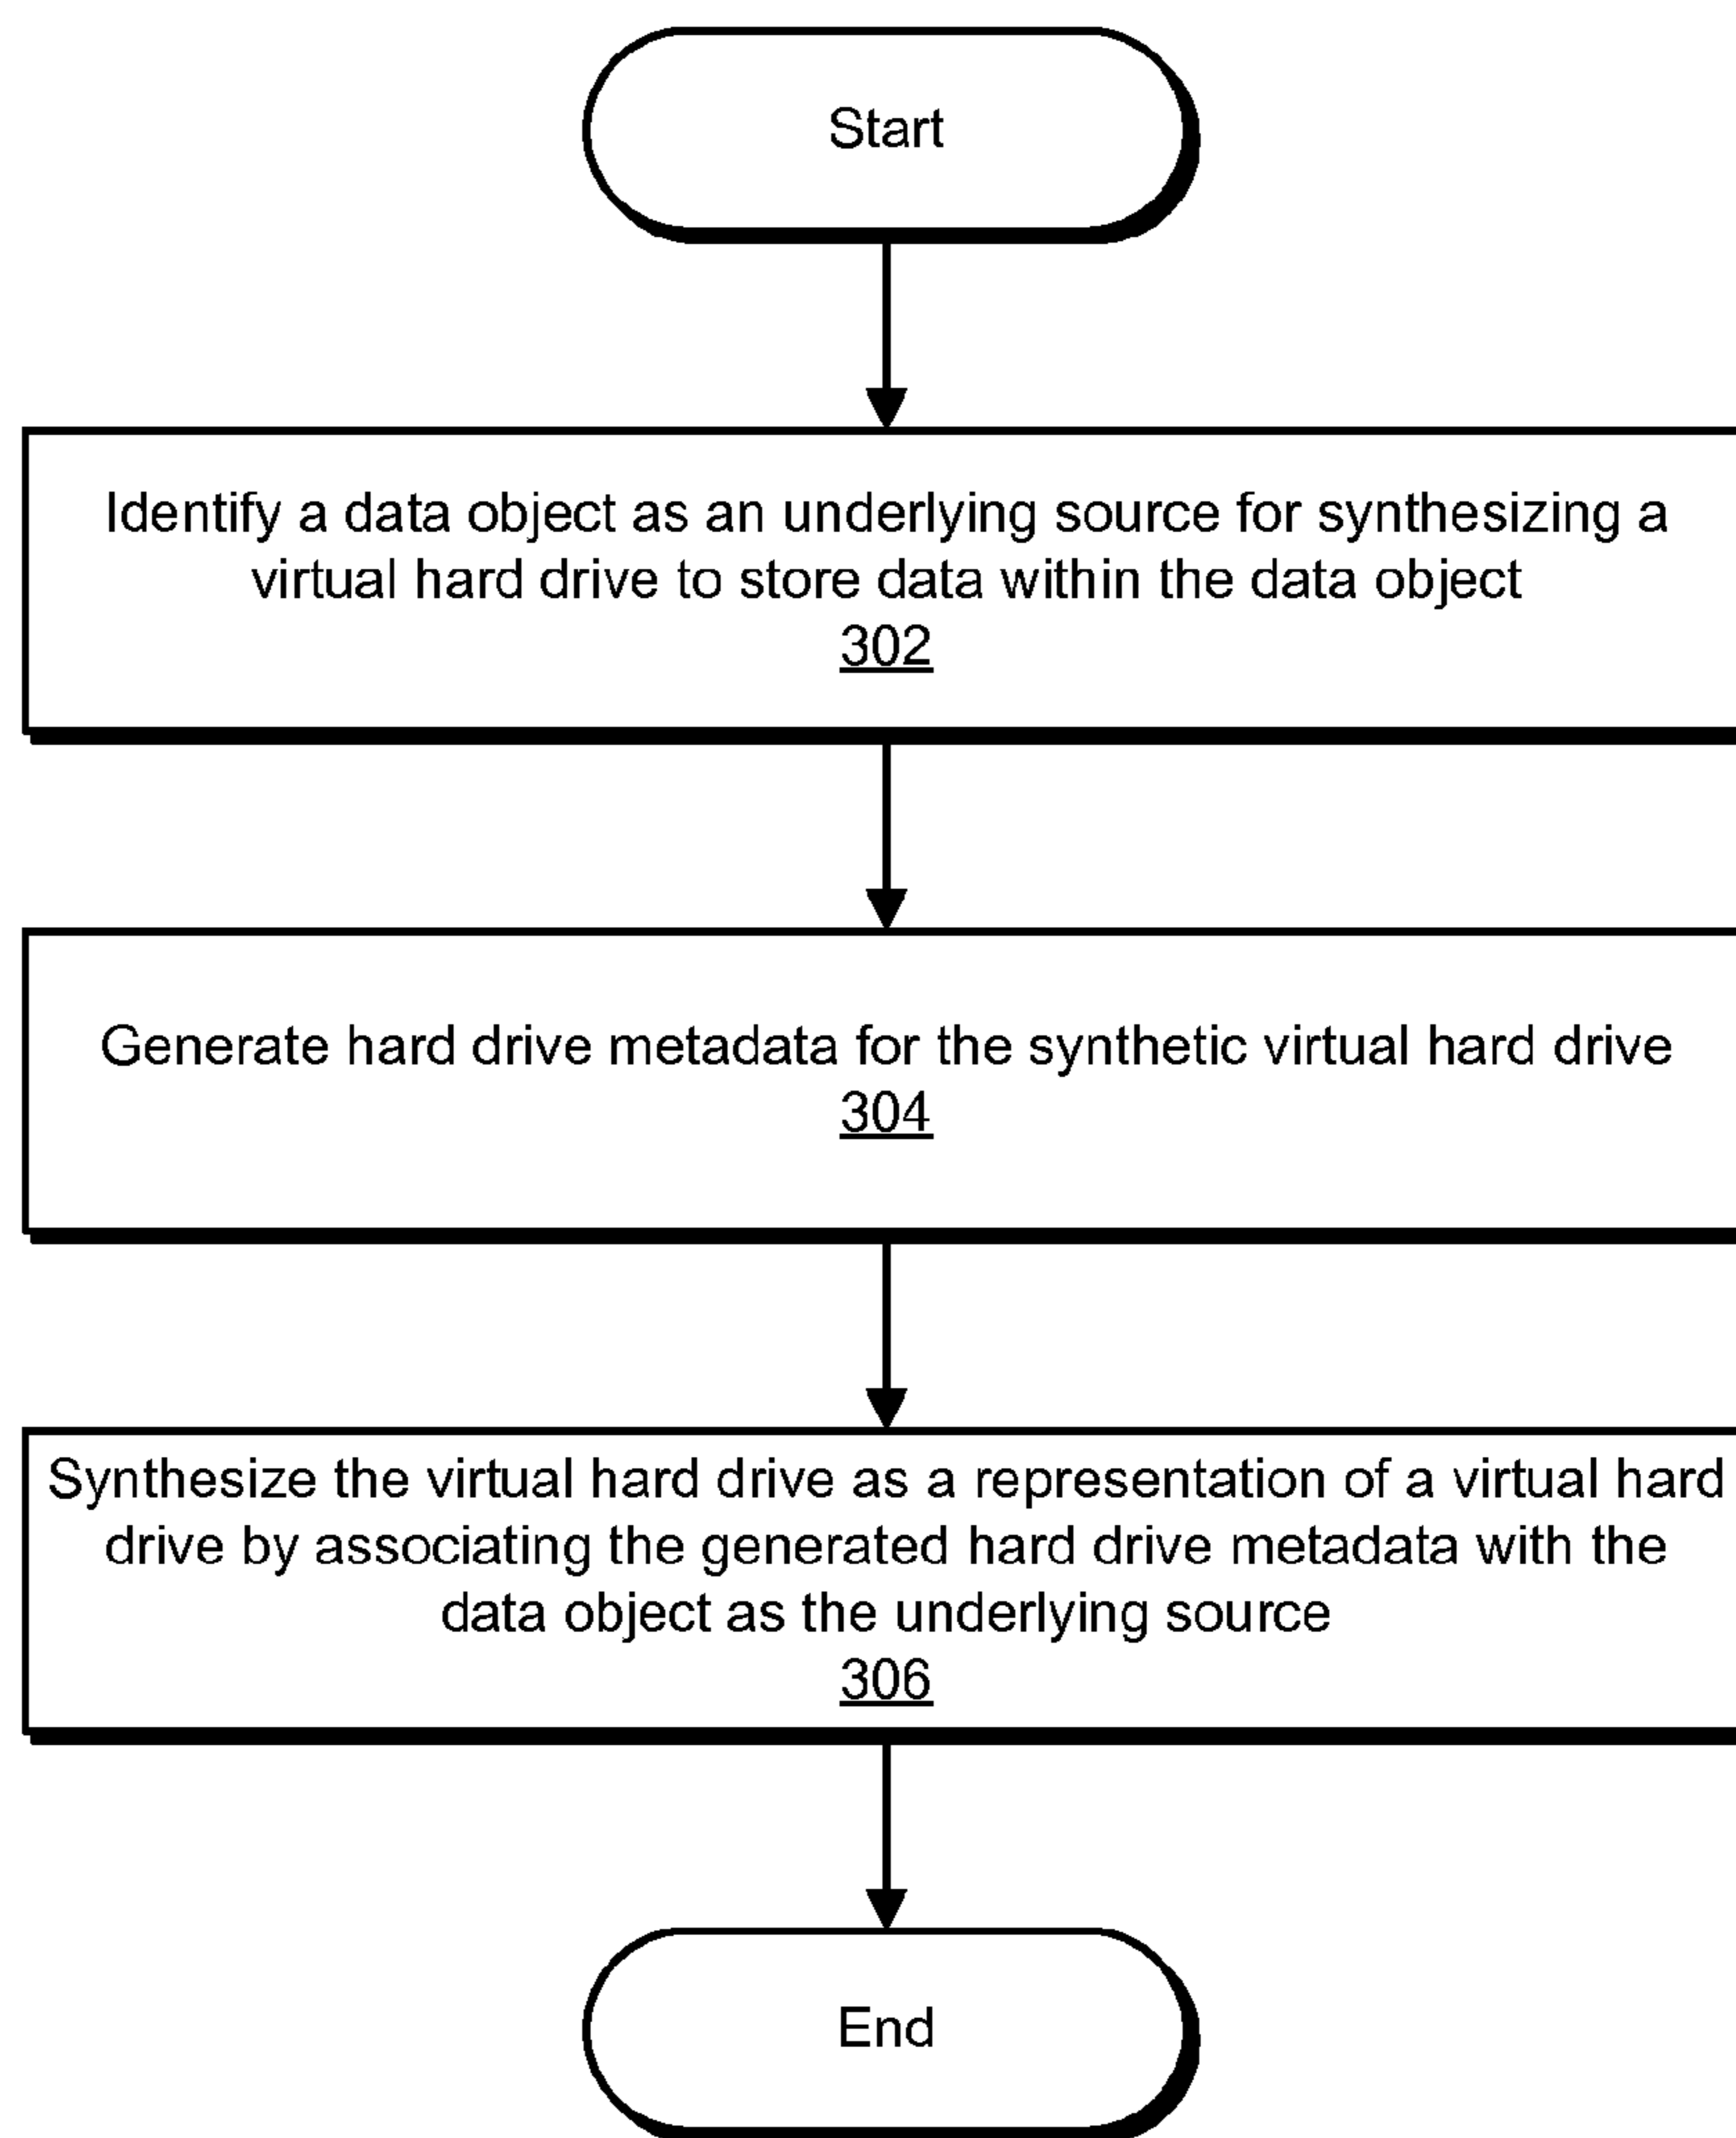 Start
Identify a data object as an underlying source for synthesizing a
virtual hard drive to store data within the data object
302
Generate hard drive metadata for the synthetic virtual hard drive
304
Synthesize the virtual hard drive as a representation of a virtual hard
drive by associating the generated hard drive metadata with the
data object as the underlying source
306
End